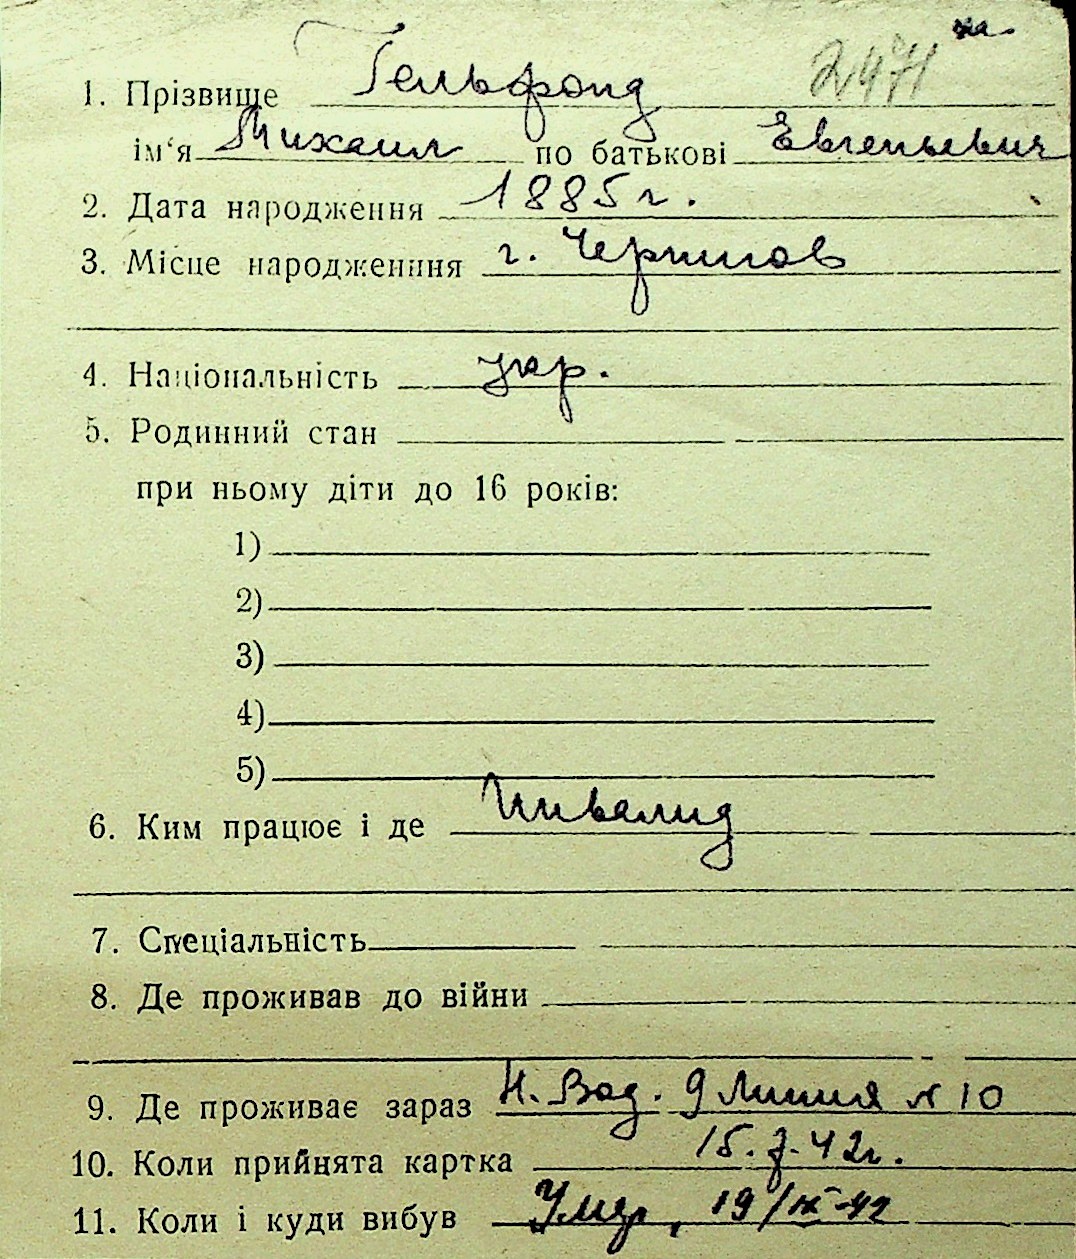 2471
1. Прізвище Гельфонд
ім‘я Михаил по батькові Евгеньевич
2. Дата народження 1885 г.
3. Місце народженння г. Чернигов
4. Національність укр.
5. Родинний стан
при ньому діти до 16 років:
1)
2)
3)
4)
5)
6. Ким працює і де Инвалид
7. Спеціальність
8. Де проживав до війни
9. Де проживає зараз Н. Вод. 9 линия № 10
10. Коли прийнята картка 15.7.42 г.
11. Коли і куди вибув Умер, 19/IX-42